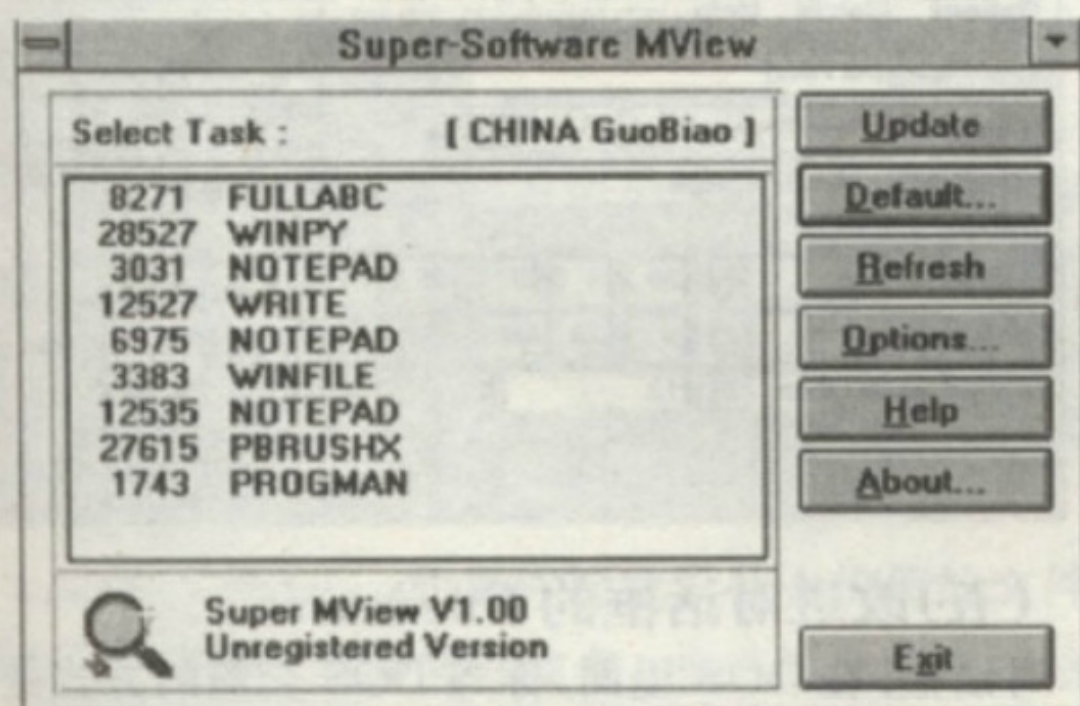 Super-Software MView
Select Task : [ CHINA GuoBiao ]
8271 FULLABC
28527 WINPY
3031 NOTEPAD
12527 WRITE
6975 NOTEPAD
3383 WINFILE
12535 NOTEPAD
27615 PBRUSHX
1743 PROGMAN
Super MView V1.00
Unregistered Version
Update
Default...
Refresh
Options...
Help
About...
Exit